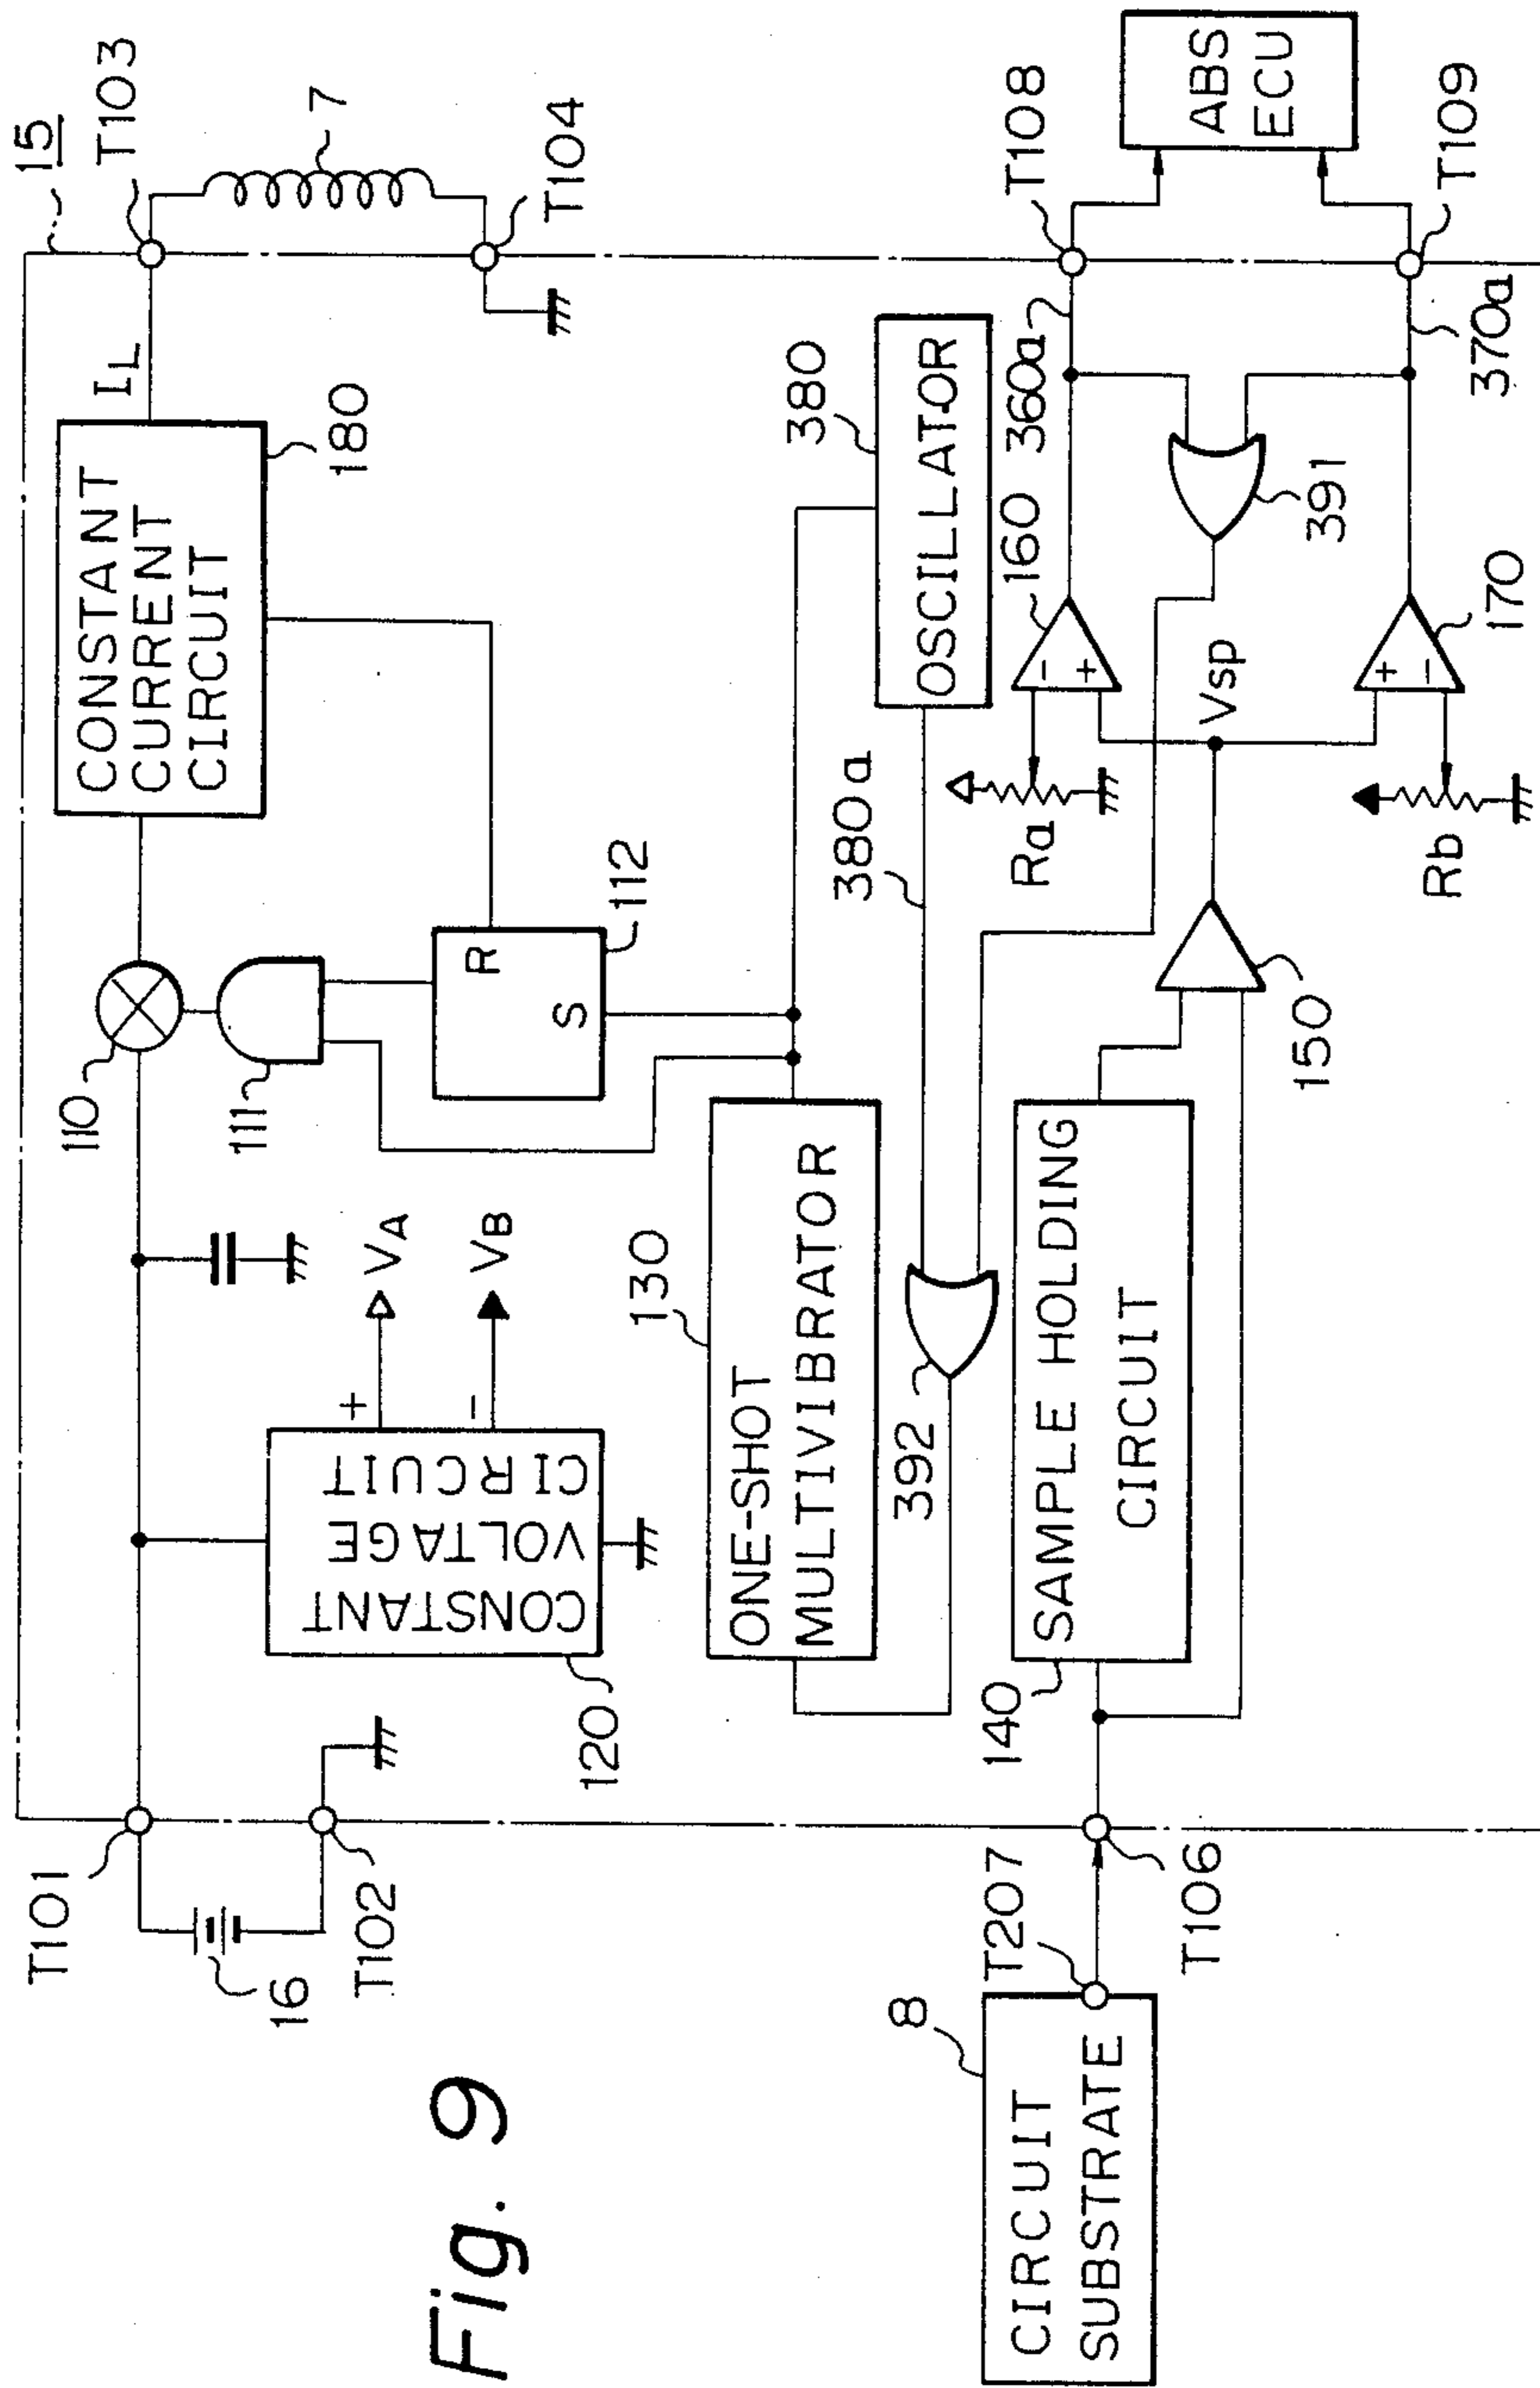 Fig. 9
15
T101
T102
16
110
111
112
R
S
CONSTANT
CURRENT
CIRCUIT
180
IL
T103
7
T104
CONSTANT
VOLTAGE
CIRCUIT
120
+
−
VA
VB
ONE-SHOT
MULTIVIBRATOR
130
OSCILLATOR
380
380a
392
CIRCUIT
SUBSTRATE
8
T207
T106
SAMPLE HOLDING
CIRCUIT
140
150
Vsp
Ra
Rb
−
+
160
+
−
170
391
360a
370a
T108
T109
ABS
ECU